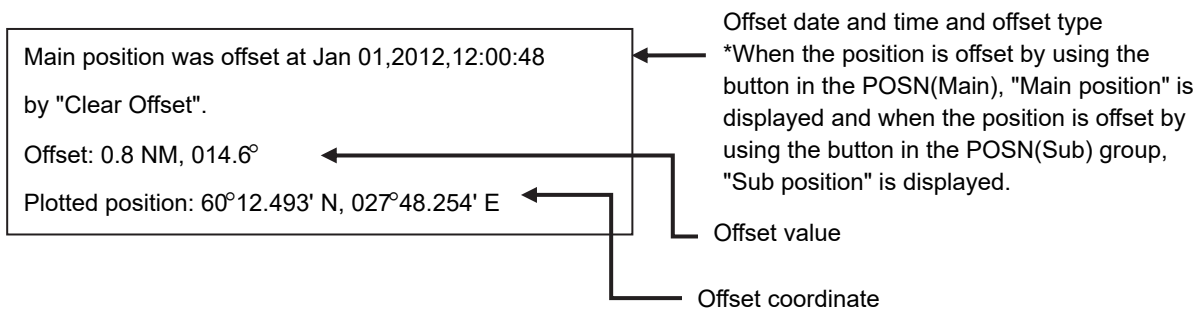 Main position was offset at Jan 01,2012,12:00:48
by "Clear Offset".
Offset: 0.8 NM, 014.6°
Plotted position: 60°12.493' N, 027°48.254' E
Offset date and time and offset type
*When the position is offset by using the
button in the POSN(Main), "Main position" is
displayed and when the position is offset by
using the button in the POSN(Sub) group,
"Sub position" is displayed.
Offset value
Offset coordinate